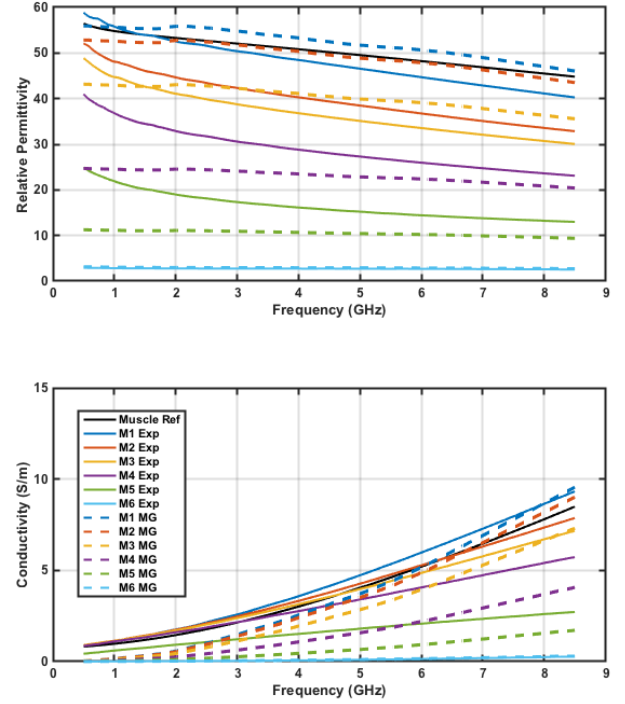 60
50
40
30
20
10
0
Relative Permittivity
0 1 2 3 4 5 6 7 8 9
Frequency (GHz)
15
10
5
0
Conductivity (S/m)
Muscle Ref
M1 Exp
M2 Exp
M3 Exp
M4 Exp
M5 Exp
M6 Exp
M1 MG
M2 MG
M3 MG
M4 MG
M5 MG
M6 MG
0 1 2 3 4 5 6 7 8 9
Frequency (GHz)